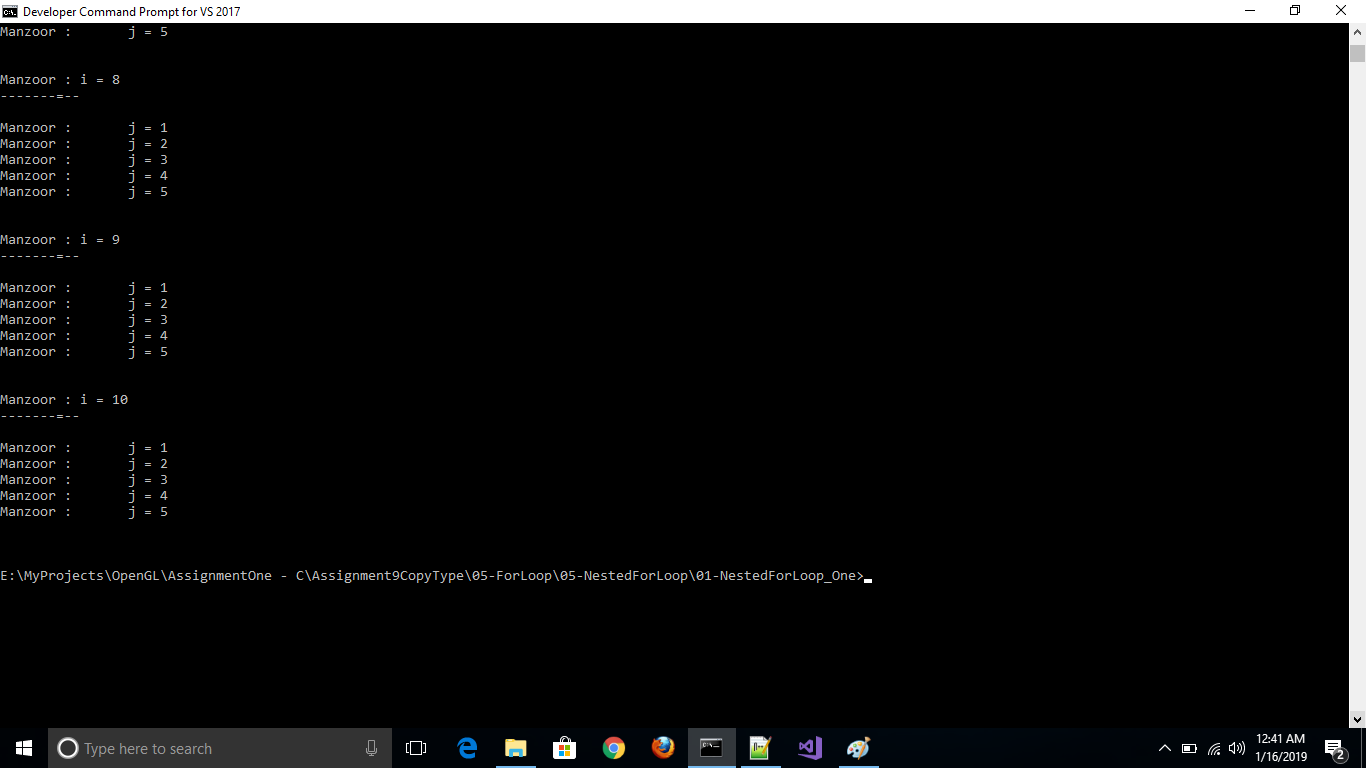 Developer Command Prompt for VS 2017
Manzoor :       j = 5
Manzoor : i = 8
-------=--
Manzoor :       j = 1
Manzoor :       j = 2
Manzoor :       j = 3
Manzoor :       j = 4
Manzoor :       j = 5
Manzoor : i = 9
-------=--
Manzoor :       j = 1
Manzoor :       j = 2
Manzoor :       j = 3
Manzoor :       j = 4
Manzoor :       j = 5
Manzoor : i = 10
-------=--
Manzoor :       j = 1
Manzoor :       j = 2
Manzoor :       j = 3
Manzoor :       j = 4
Manzoor :       j = 5
E:\MyProjects\OpenGL\AssignmentOne - C\Assignment9CopyType\05-ForLoop\05-NestedForLoop\01-NestedForLoop_One>
Type here to search
12:41 AM
1/16/2019
2